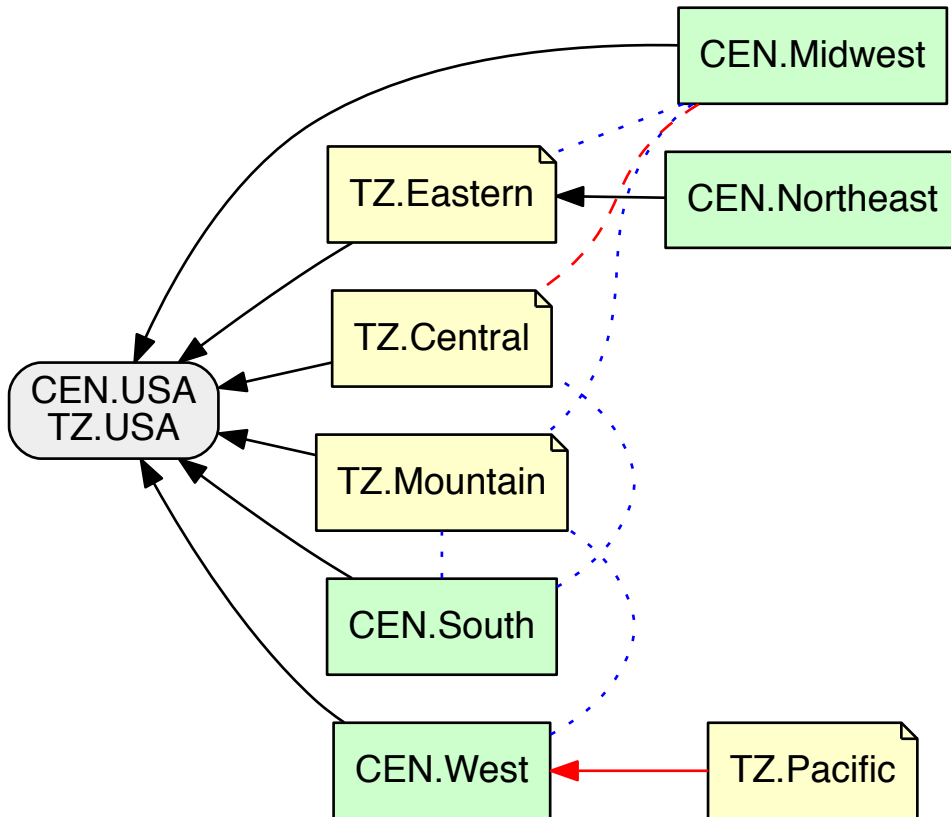 CEN.Midwest
TZ.Eastern
CEN.Northeast
TZ.Central
CEN.USA
TZ.USA
TZ.Mountain
CEN.South
CEN.West
TZ.Pacific